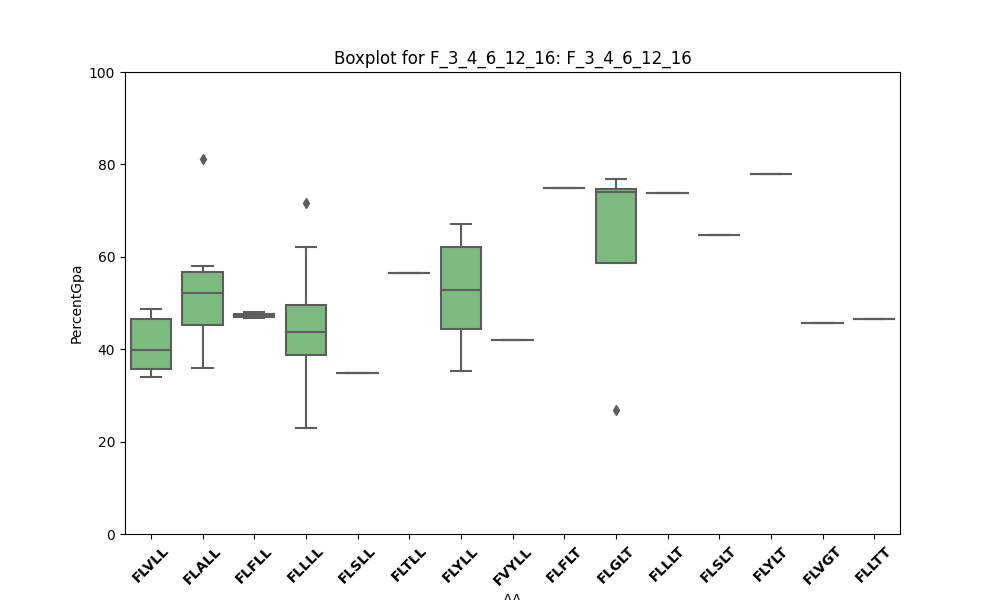 Boxplot for F_3_4_6_12_16: F_3_4_6_12_16
100
80
60
40
20
0
PercentGpa
FLVLL FLALL FLFLL FLLLL FLSLL FLTLL FLYLL FVYLL FLFLT FLGLT FLLLT FLSLT FLYLT FLVGT FLLTT
AA